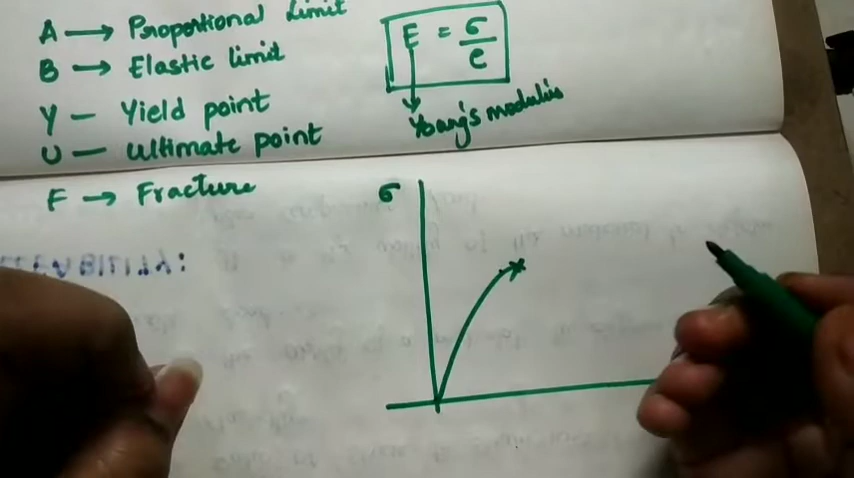 A → Proportional Limit
B → Elastic limit
Y — Yield point
U — Ultimate point
F → Fracture
E = σ / e
Young's modulus
σ